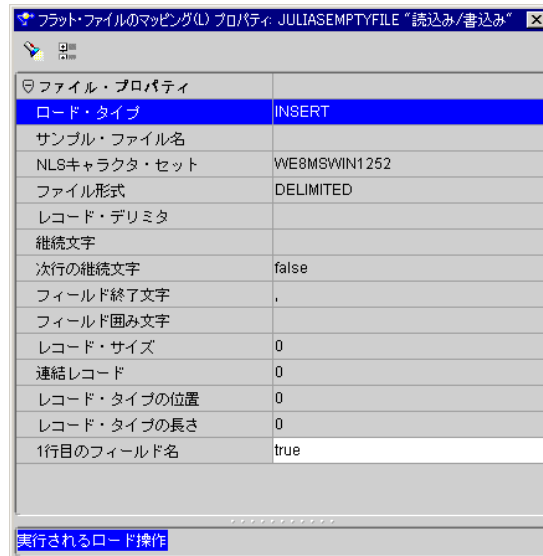 フラット・ファイルのマッピング(L) プロパティ: JULIASEMPTYFILE "読込み/書込み"
ファイル・プロパティ
ロード・タイプ INSERT
サンプル・ファイル名
NLSキャラクタ・セット WE8MSWIN1252
ファイル形式 DELIMITED
レコード・デリミタ
継続文字
次行の継続文字 false
フィールド終了文字 ,
フィールド囲み文字
レコード・サイズ 0
連結レコード 0
レコード・タイプの位置 0
レコード・タイプの長さ 0
1行目のフィールド名 true
実行されるロード操作